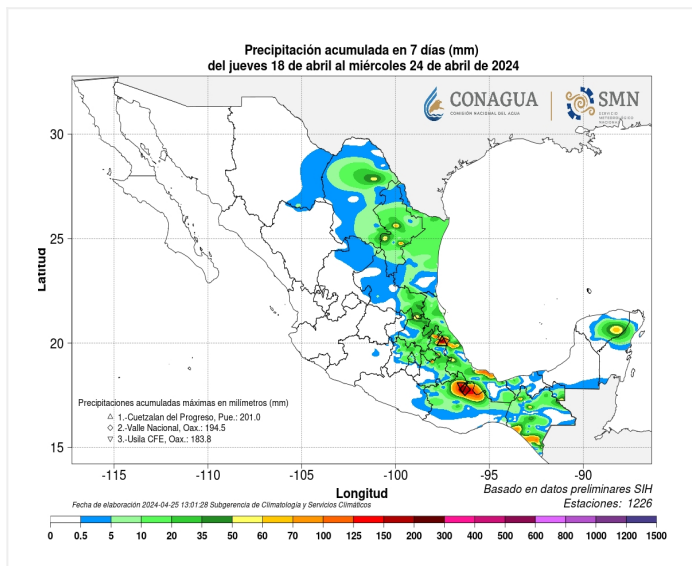 Precipitación acumulada en 7 días (mm)
del jueves 18 de abril al miércoles 24 de abril de 2024
CONAGUA
COMISIÓN NACIONAL DEL AGUA
SMN
SERVICIO
METEOROLÓGICO
NACIONAL
30
25
20
15
Latitud
Precipitaciones acumuladas máximas en milímetros (mm)
1.-Cuetzalan del Progreso, Pue.: 201.0
2.-Valle Nacional, Oax.: 194.5
3.-Usila CFE, Oax.: 183.8
-115 -110 -105 -100 -95 -90
Longitud
Basado en datos preliminares SIH
Estaciones: 1226
Fecha de elaboración 2024-04-25 13:01:28 Subgerencia de Climatología y Servicios Climáticos
0 0.5 5 10 20 35 50 60 70 100 125 150 200 300 400 500 600 800 1000 1200 1500